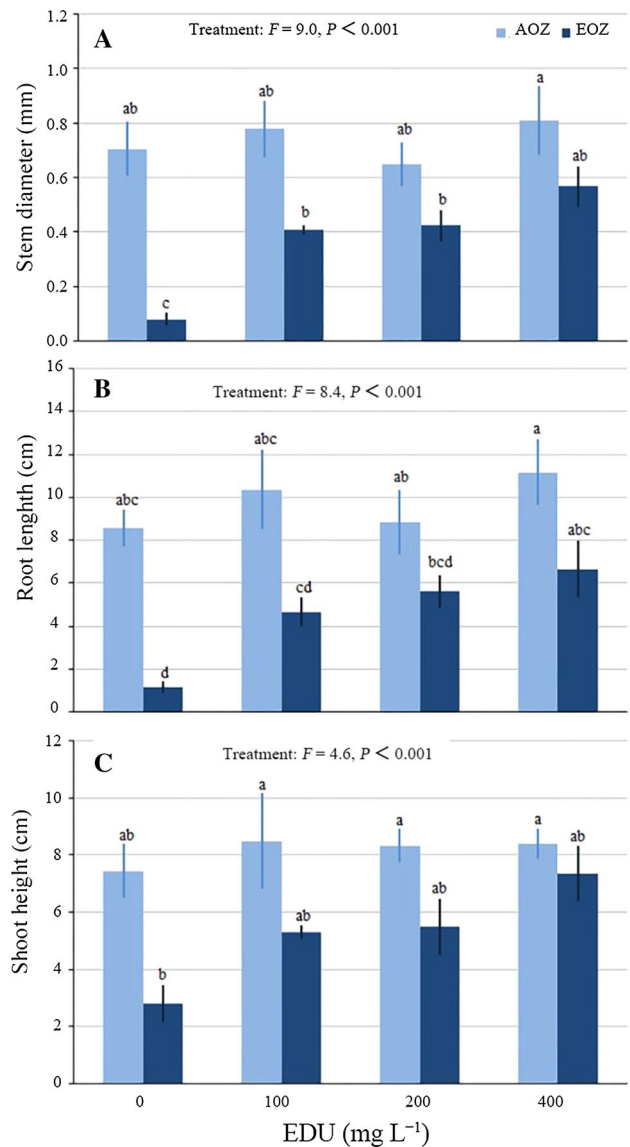 A
Treatment: F = 9.0, P < 0.001
AOZ EOZ
Stem diameter (mm)
1.2
1.0
0.8
0.6
0.4
0.2
0.0
ab
c
ab
b
ab
b
a
ab
B
Treatment: F = 8.4, P < 0.001
Root lenghth (cm)
16
14
12
10
8
6
4
2
0
abc
d
abc
cd
ab
bcd
a
abc
C
Treatment: F = 4.6, P < 0.001
Shoot height (cm)
12
10
8
6
4
2
0
ab
b
a
ab
a
ab
a
ab
0 100 200 400
EDU (mg L⁻¹)